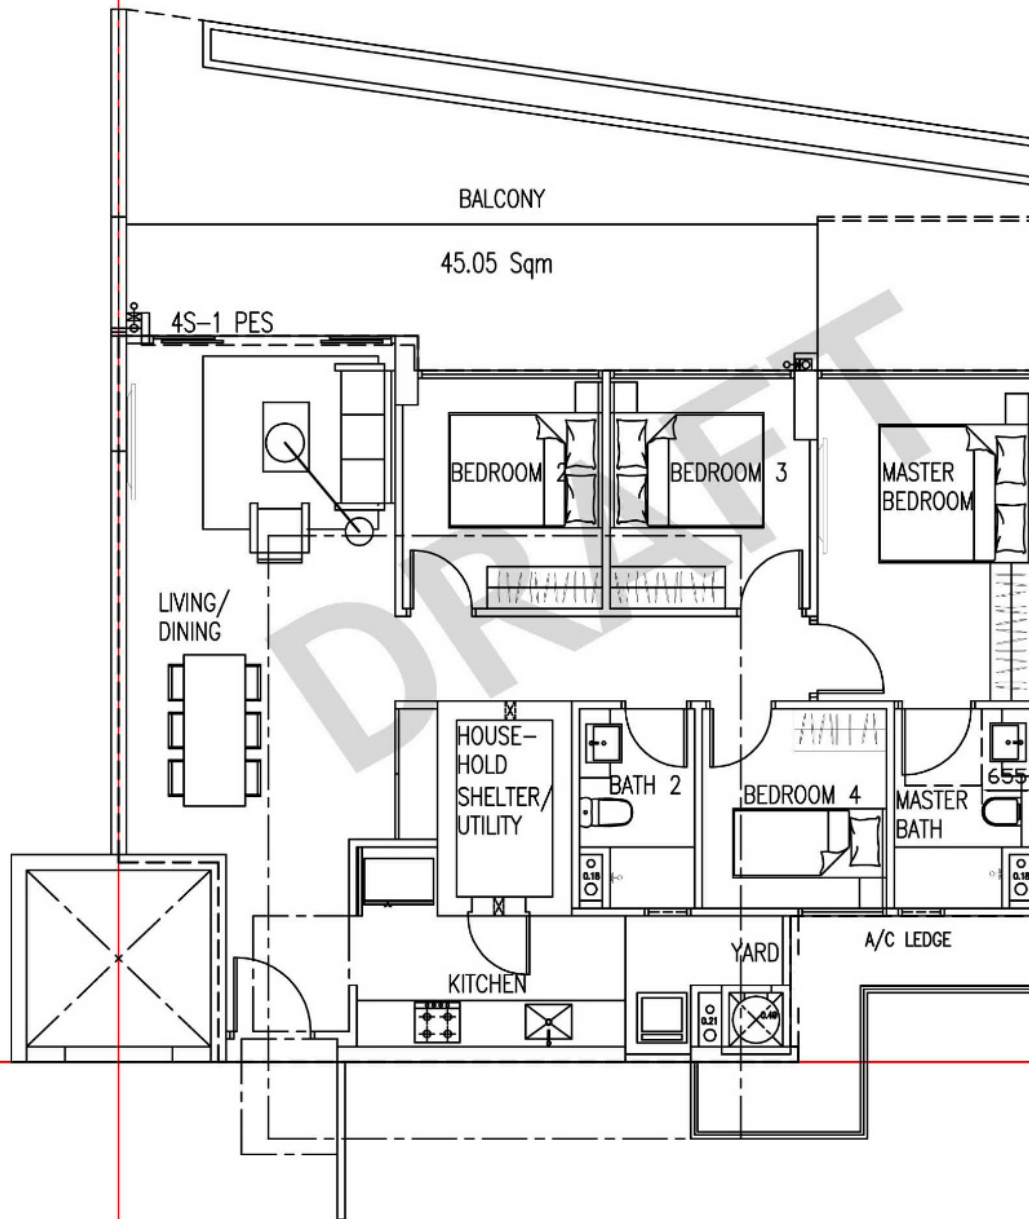 BALCONY
45.05 Sqm
4S-1 PES
BEDROOM 2
BEDROOM 3
MASTER
BEDROOM
DRAFT
LIVING/
DINING
HOUSE-
HOLD
SHELTER/
UTILITY
BATH 2
BEDROOM 4
655
MASTER
BATH
0.18
0.18
KITCHEN
YARD
A/C LEDGE
0.21
0.49